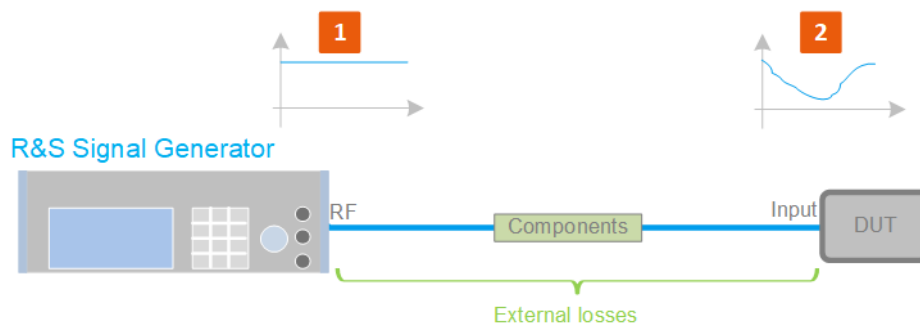 1
2
R&S Signal Generator
RF
Components
Input
DUT
External losses